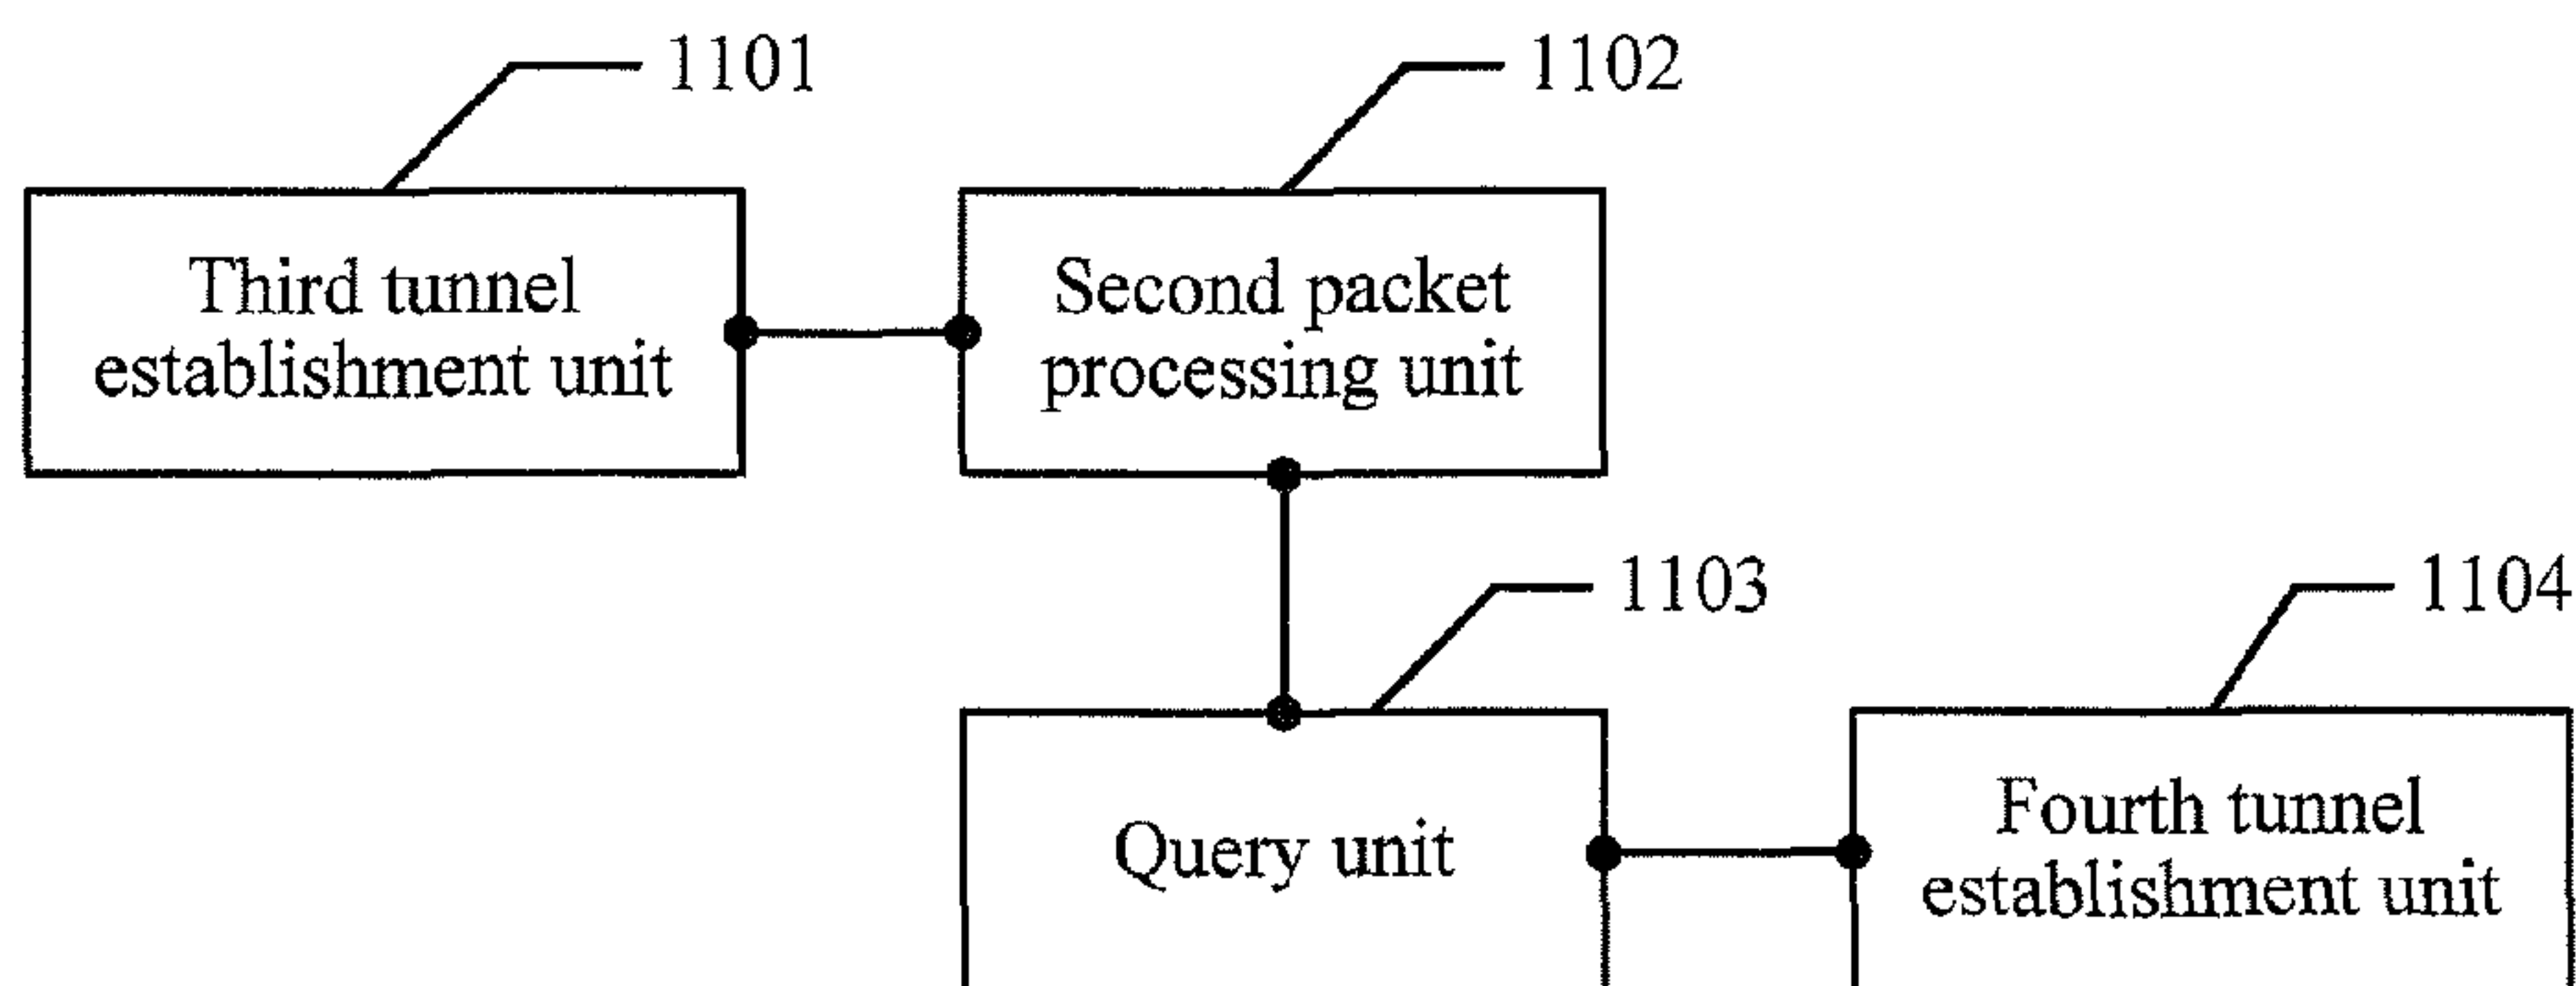 1101
1102
Third tunnel
establishment unit
Second packet
processing unit
1103
1104
Query unit
Fourth tunnel
establishment unit